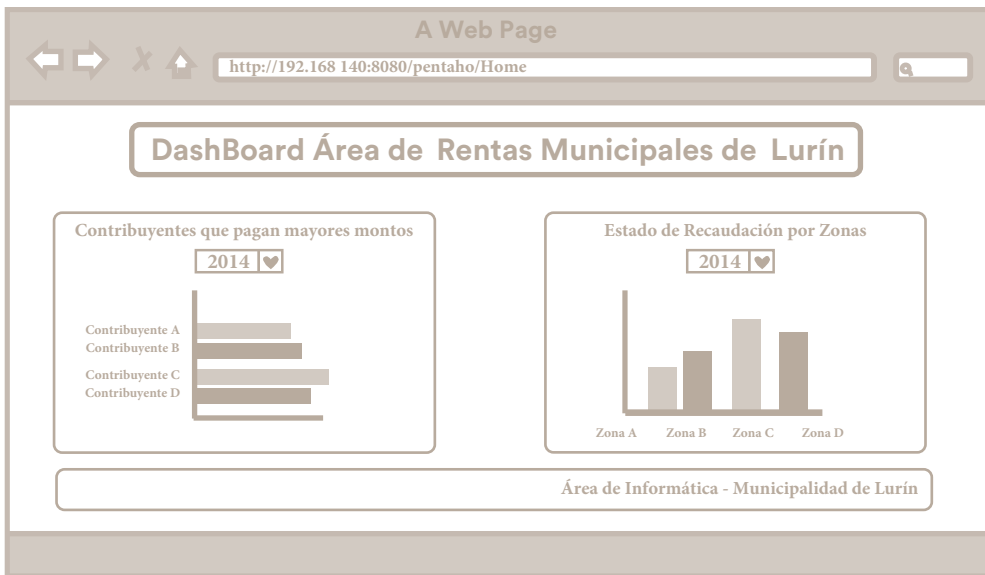 A Web Page
http://192.168 140:8080/pentaho/Home
DashBoard Área de Rentas Municipales de Lurín
Contribuyentes que pagan mayores montos
2014
Contribuyente A
Contribuyente B
Contribuyente C
Contribuyente D
Estado de Recaudación por Zonas
2014
Zona A Zona B Zona C Zona D
Área de Informática - Municipalidad de Lurín